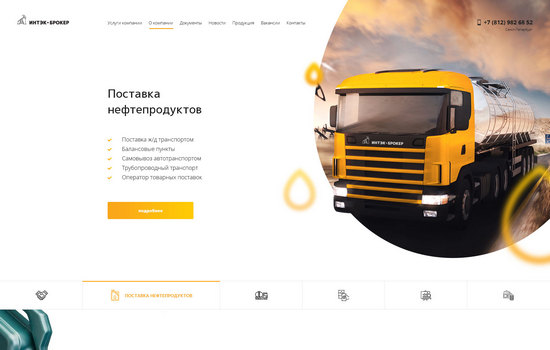 ИНТЭК-БРОКЕР
Услуги компании О компании Документы Новости Продукция Вакансии Контакты
+7 (812) 982 66 52
Санкт-Петербург
Поставка
нефтепродуктов
Поставка ж/д транспортом
Балансовые пункты
Самовывоз автотранспортом
Трубопроводный транспорт
Оператор товарных поставок
подробнее
ИНТЭК-БРОКЕР
ПОСТАВКА НЕФТЕПРОДУКТОВ